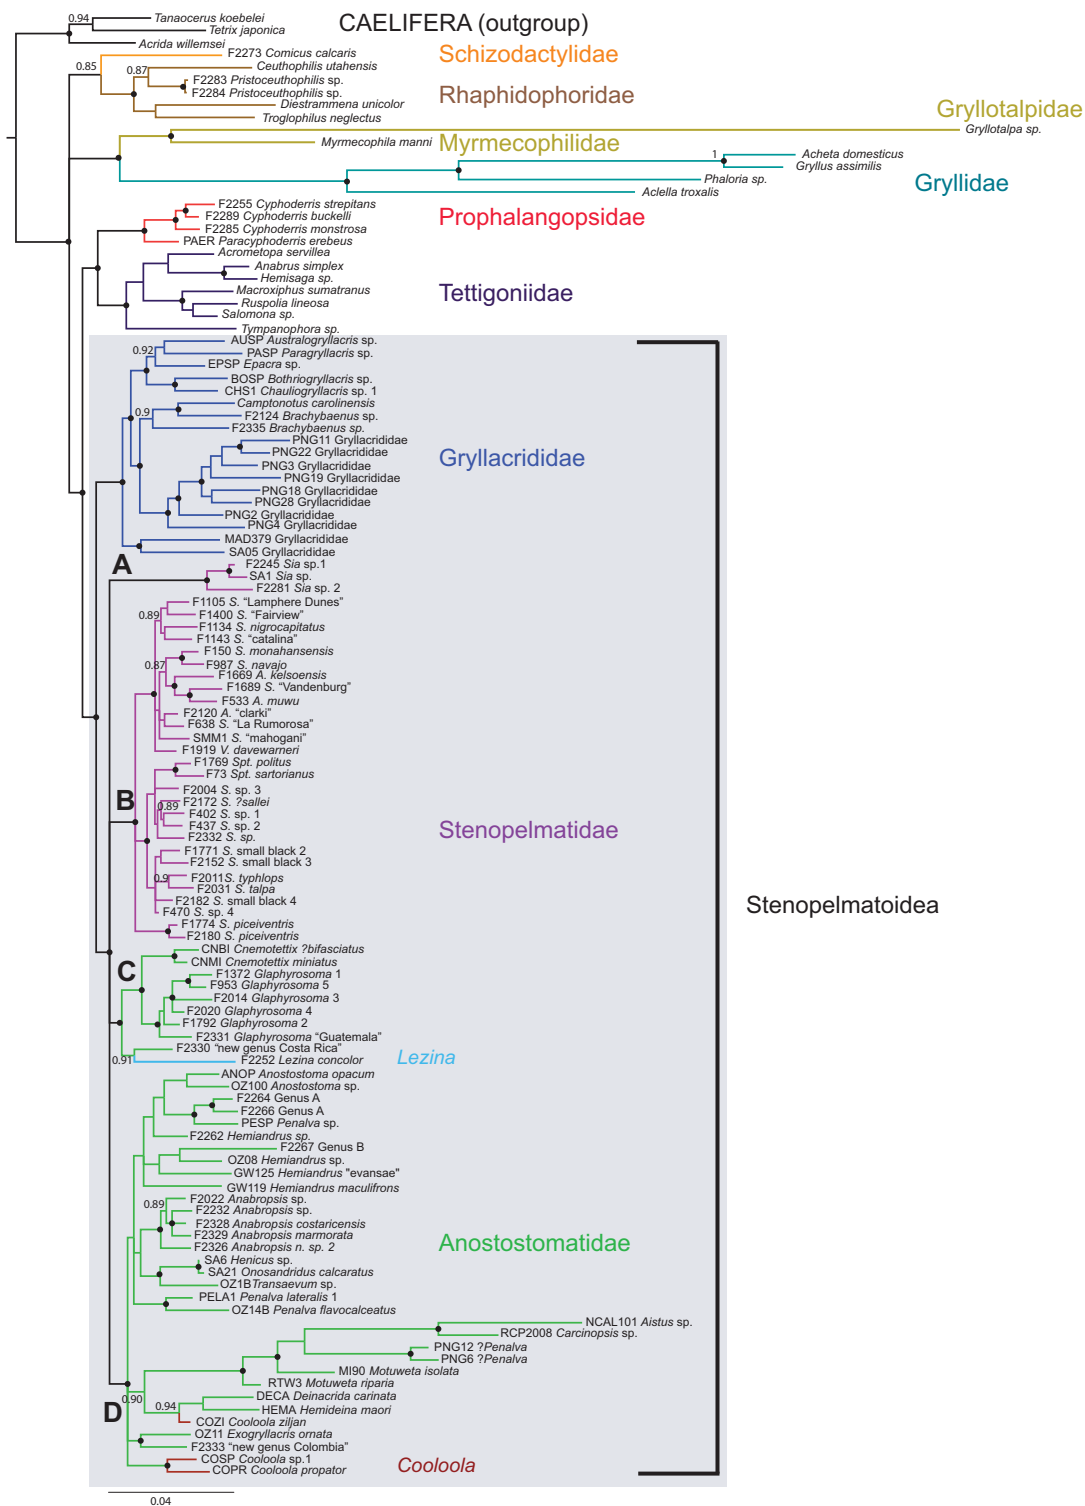 0.94
Tanaocerus koebelei
Tetrix japonica
CAELIFERA (outgroup)
Acrida willemsei
F2273 Comicus calcaris
Schizodactylidae
0.85
0.87
Ceuthophilus utahensis
F2283 Pristoceuthophilis sp.
F2284 Pristoceuthophilis sp.
Rhaphidophoridae
Diestrammena unicolor
Troglophilus neglectus
Gryllotalpidae
Gryllotalpa sp.
Myrmecophila manni
Myrmecophilidae
1
Acheta domesticus
Gryllus assimilis
Phaloria sp.
Gryllidae
Aclella troxalis
F2255 Cyphoderris strepitans
F2289 Cyphoderris buckelli
Prophalangopsidae
F2285 Cyphoderris monstrosa
PAER Paracyphoderris erebeus
Acrometopa servillea
Anabrus simplex
Hemisaga sp.
Macroxiphus sumatranus
Tettigoniidae
Ruspolia lineosa
Salomona sp.
Tympanophora sp.
AUSP Australogryllacris sp.
0.92
PASP Paragryllacris sp.
EPSP Epacra sp.
BOSP Bothriogryllacris sp.
CHS1 Chauliogryllacris sp. 1
Camptonotus carolinensis
0.9
F2124 Brachybaenus sp.
F2335 Brachybaenus sp.
PNG11 Gryllacrididae
PNG22 Gryllacrididae
Gryllacrididae
PNG3 Gryllacrididae
PNG19 Gryllacrididae
PNG18 Gryllacrididae
PNG28 Gryllacrididae
PNG2 Gryllacrididae
PNG4 Gryllacrididae
MAD379 Gryllacrididae
SA05 Gryllacrididae
A
F2245 Sia sp.1
SA1 Sia sp.
F2281 Sia sp. 2
F1105 S. “Lamphere Dunes”
0.89
F1400 S. “Fairview”
F1134 S. nigrocapitatus
F1143 S. “catalina”
F150 S. monahansensis
0.87
F987 S. navajo
F1669 A. kelsoensis
F1689 S. “Vandenburg”
F533 A. muwu
F2120 A. “clarki”
F638 S. “La Rumorosa”
SMM1 S. “mahogani”
F1919 V. davewarneri
F1769 Spt. politus
F73 Spt. sartorianus
F2004 S. sp. 3
B
F2172 S. ?sallei
0.89
F402 S. sp. 1
F437 S. sp. 2
Stenopelmatidae
F2332 S. sp.
F1771 S. small black 2
F2152 S. small black 3
0.9
F2011S. typhlops
F2031 S. talpa
F2182 S. small black 4
Stenopelmatoidea
F470 S. sp. 4
F1774 S. piceiventris
F2180 S. piceiventris
CNBI Cnemotettix ?bifasciatus
CNMI Cnemotettix miniatus
C
F1372 Glaphyrosoma 1
F953 Glaphyrosoma 5
F2014 Glaphyrosoma 3
F2020 Glaphyrosoma 4
F1792 Glaphyrosoma 2
F2331 Glaphyrosoma “Guatemala”
F2330 “new genus Costa Rica”
0.91
F2252 Lezina concolor
Lezina
ANOP Anostostoma opacum
OZ100 Anostostoma sp.
F2264 Genus A
F2266 Genus A
PESP Penalva sp.
F2262 Hemiandrus sp.
F2267 Genus B
OZ08 Hemiandrus sp.
GW125 Hemiandrus "evansae"
GW119 Hemiandrus maculifrons
F2022 Anabropsis sp.
0.89
F2232 Anabropsis sp.
F2328 Anabropsis costaricensis
F2329 Anabropsis marmorata
F2326 Anabropsis n. sp. 2
Anostostomatidae
SA6 Henicus sp.
SA21 Onosandridus calcaratus
OZ1BTransaevum sp.
PELA1 Penalva lateralis 1
OZ14B Penalva flavocalceatus
NCAL101 Aistus sp.
RCP2008 Carcinopsis sp.
PNG12 ?Penalva
PNG6 ?Penalva
MI90 Motuweta isolata
RTW3 Motuweta riparia
0.90
DECA Deinacrida carinata
D
0.94
HEMA Hemideina maori
COZI Cooloola ziljan
OZ11 Exogryllacris ornata
F2333 “new genus Colombia”
COSP Cooloola sp.1
Cooloola
COPR Cooloola propator
0.04